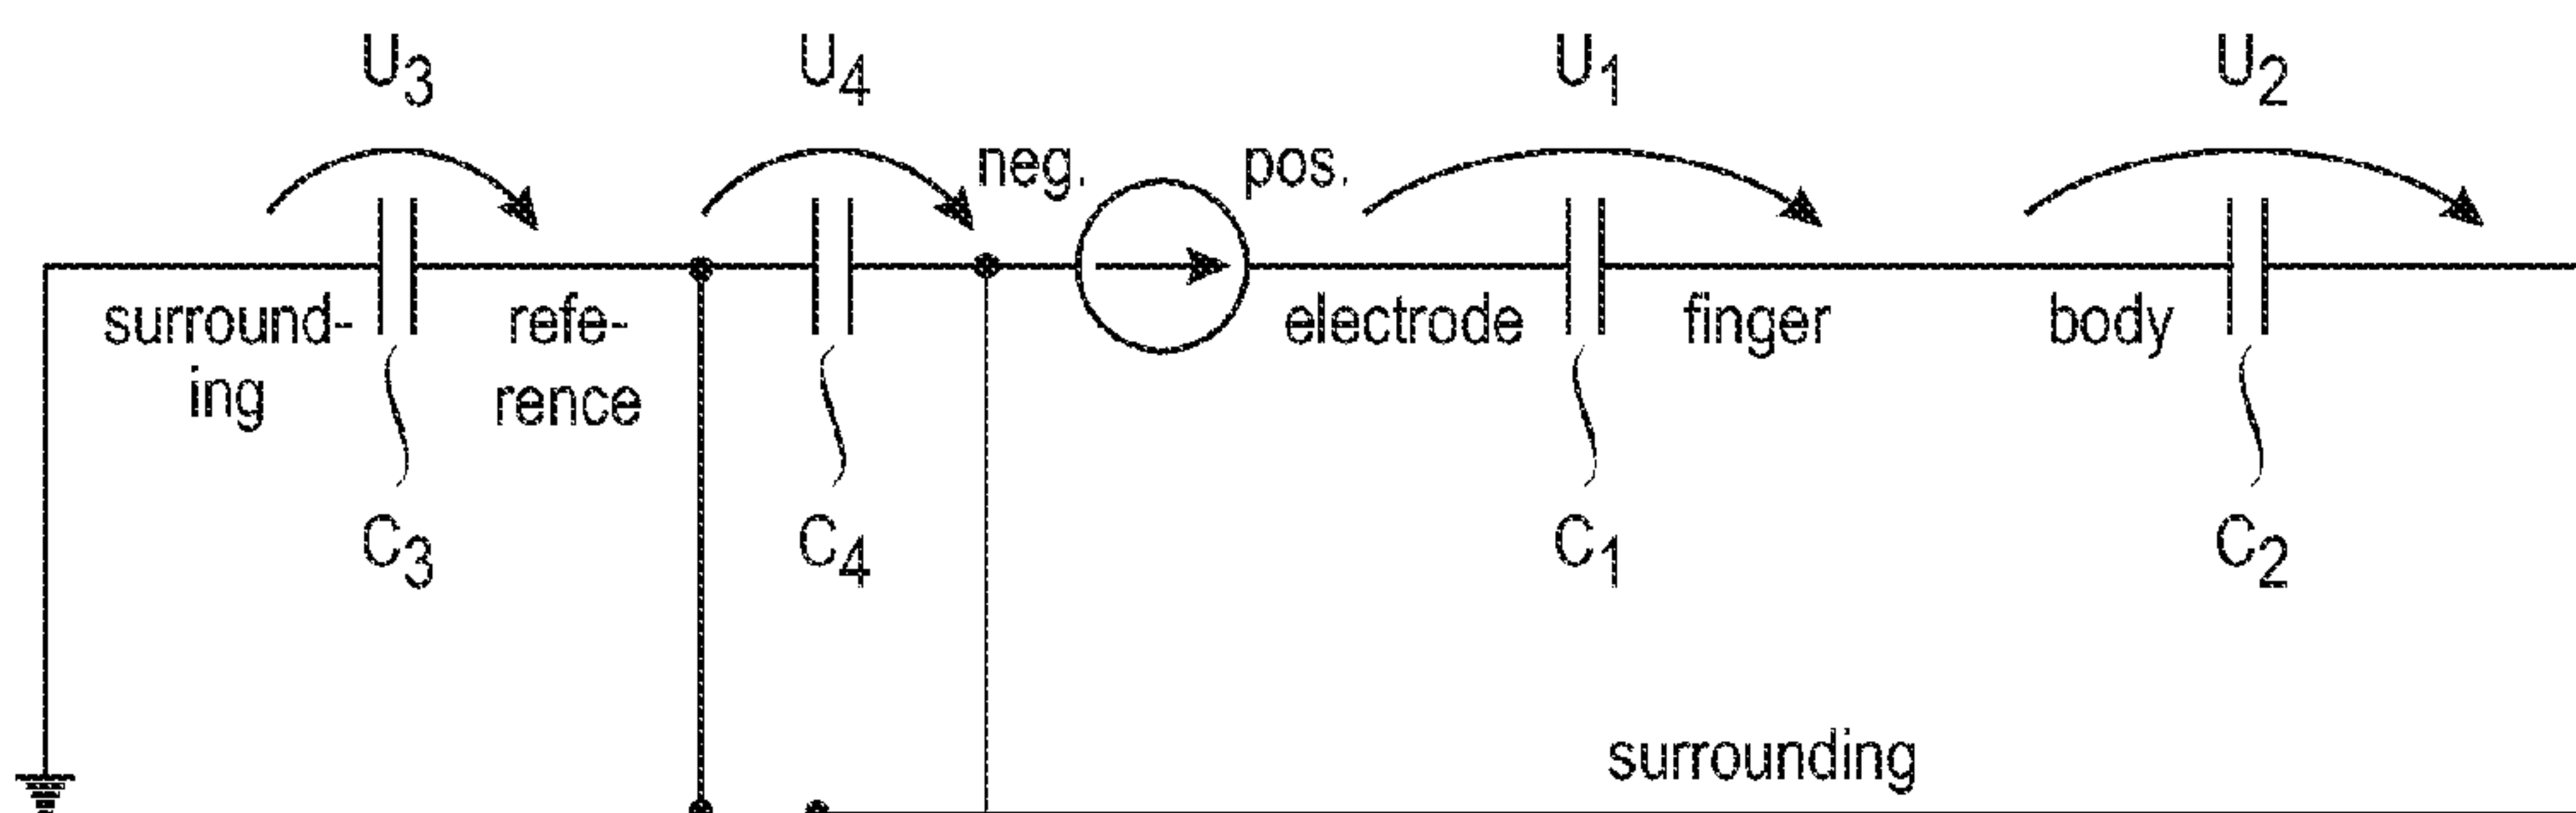 U3 U4 U1 U2
neg. pos.
surround- refe- electrode finger body
ing rence
C3 C4 C1 C2
surrounding